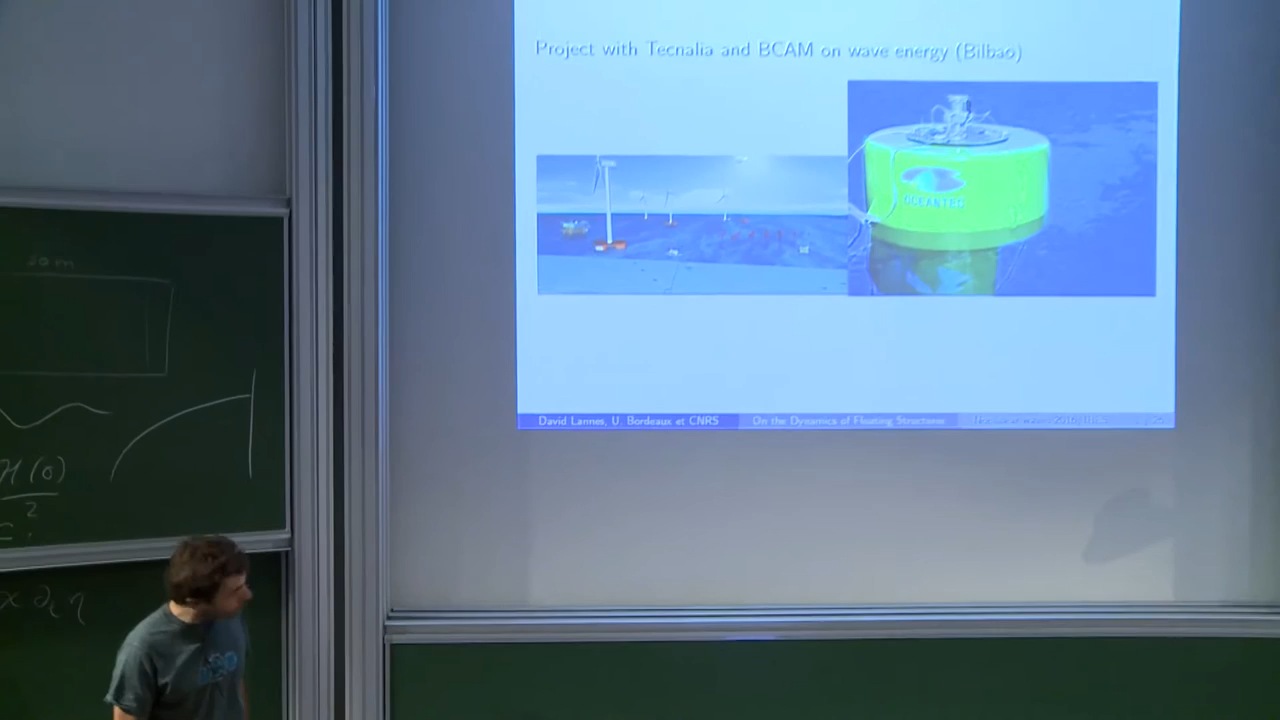 Project with Tecnalia and BCAM on wave energy (Bilbao)
OCEANTEC
David Lannes, U. Bordeaux et CNRS
On the Dynamics of Floating Structures
20 m
H(0)
2
∂ₜ η